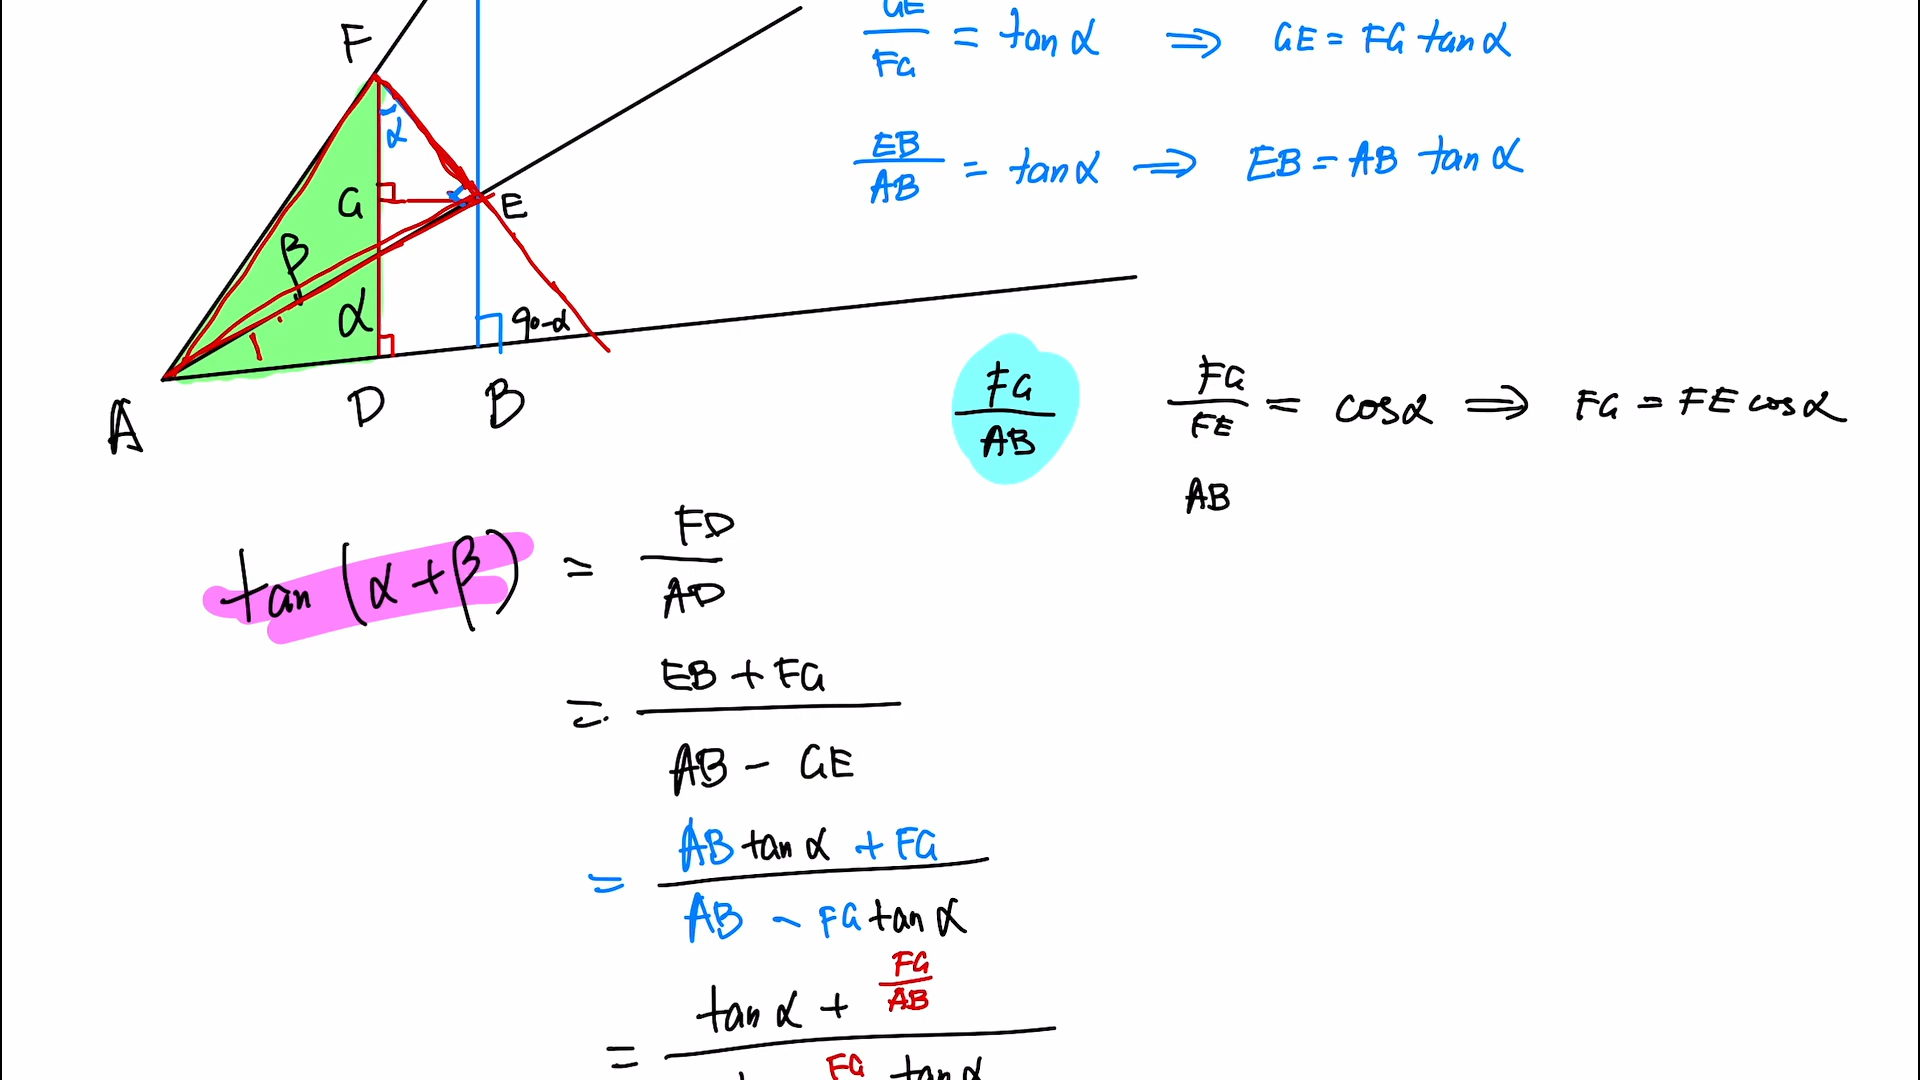 GE/FG = tan α ⇒ GE = FG tan α
EB/AB = tan α ⇒ EB = AB tan α
F
α
G
E
β
α
90-α
A
D
B
FG/AB
FG/FE = cos α ⇒ FG = FE cos α
AB
tan (α+β) = FD/AD
= EB + FG / AB - GE
= AB tan α + FG / AB - FG tan α
= tan α + FG/AB
FG tan α